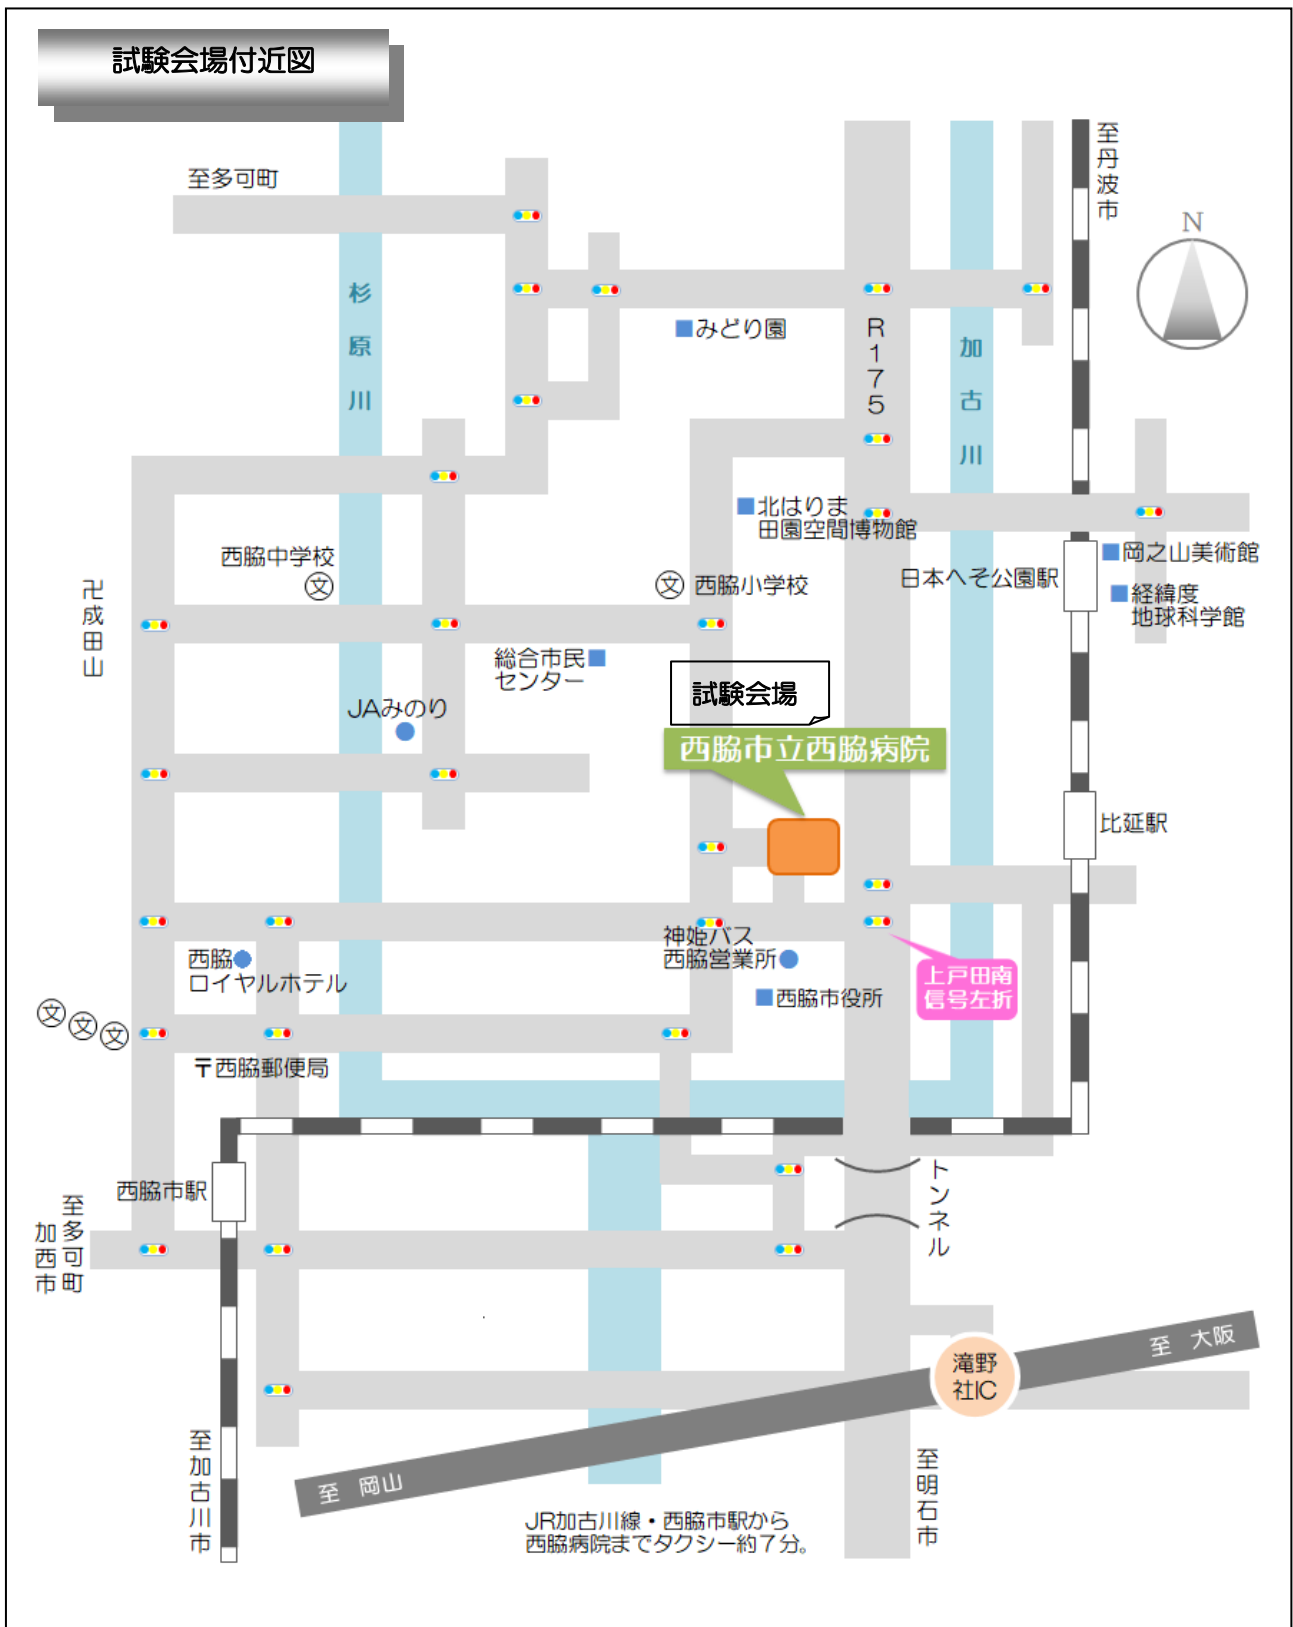 試験会場付近図
至多可町
至丹波市
N
杉原川
みどり園
R175
加古川
北はりま
田園空間博物館
西脇中学校
文
文
西脇小学校
日本へそ公園駅
岡之山美術館
経緯度
地球科学館
卍成田山
総合市民
センター
試験会場
JAみのり
西脇市立西脇病院
比延駅
神姫バス
西脇営業所
西脇
ロイヤルホテル
上戸田南
信号左折
西脇市役所
文
文
文
〒西脇郵便局
西脇市駅
トンネル
至多可町
加西市
至 大阪
滝野
社IC
至加古川市
至 岡山
至明石市
JR加古川線・西脇市駅から
西脇病院までタクシー約7分。